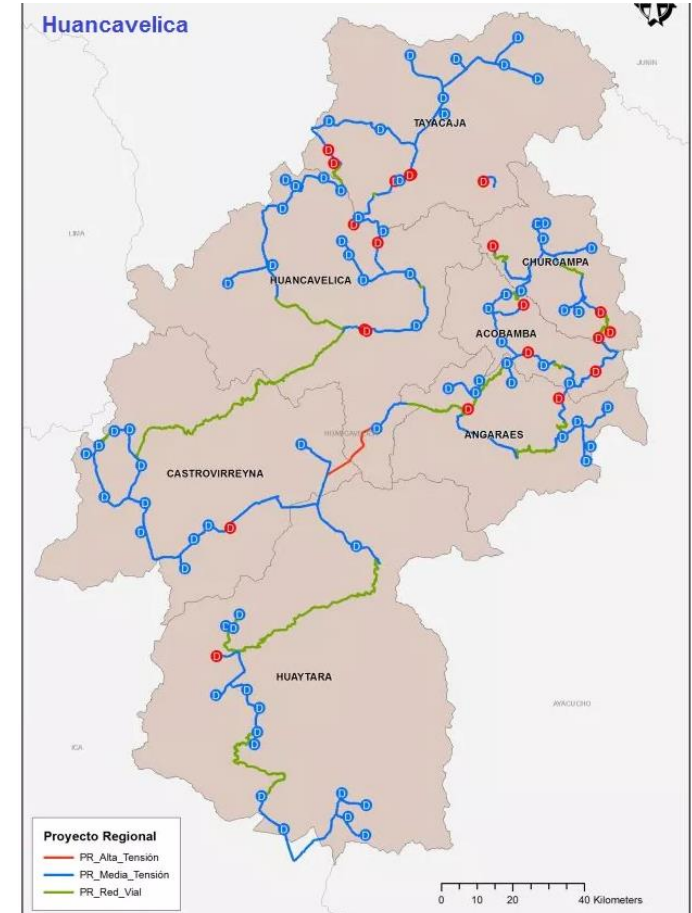 Huancavelica
JUNIN
TAYACAJA
LIMA
CHURCAMPA
HUANCAVELICA
ACOBAMBA
HUANCAVELICA
ANGARAES
CASTROVIRREYNA
HUAYTARA
AYACUCHO
ICA
Proyecto Regional
PR_Alta_Tensión
PR_Media_Tensión
PR_Red_Vial
0 10 20 40 Kilometers